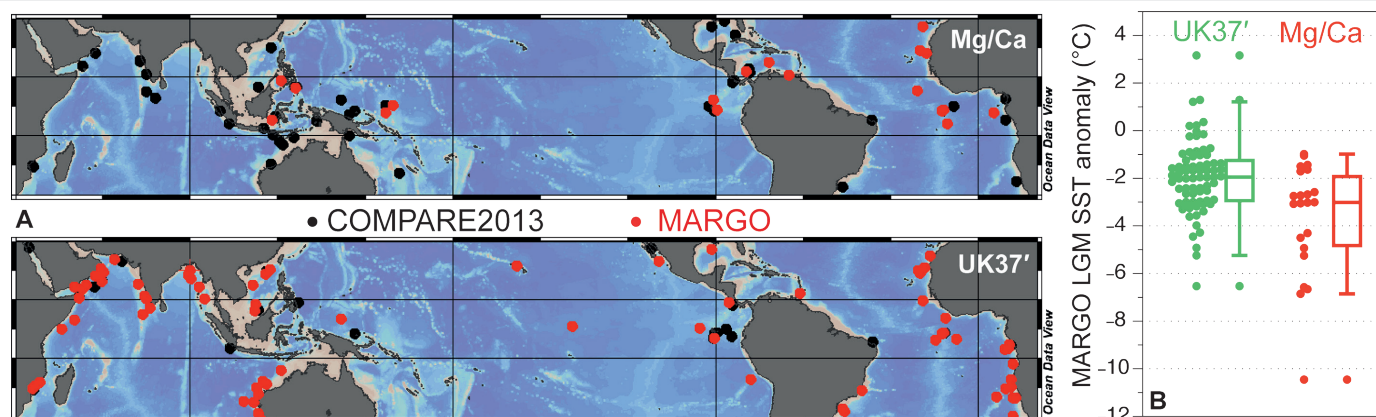 Mg/Ca
Ocean Data View
A
COMPARE2013
MARGO
UK37′
Ocean Data View
MARGO LGM SST anomaly (°C)
UK37′
Mg/Ca
4
2
0
−2
−4
−6
−8
−10
12
B